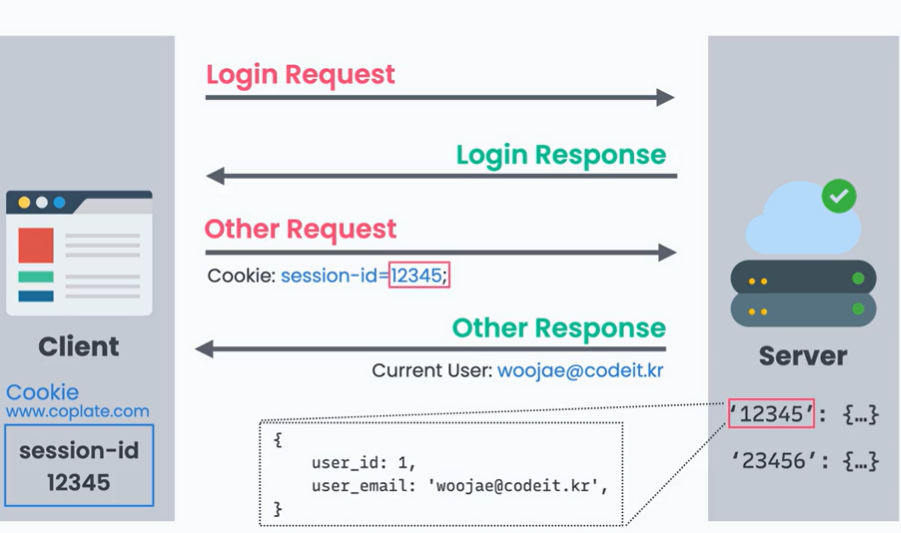 Login Request
Login Response
Other Request
Cookie: session-id=12345;
Other Response
Current User: woojae@codeit.kr
Client
Cookie
www.coplate.com
session-id
12345
Server
'12345': {…}
'23456': {…}
{
user_id: 1,
user_email: 'woojae@codeit.kr',
}